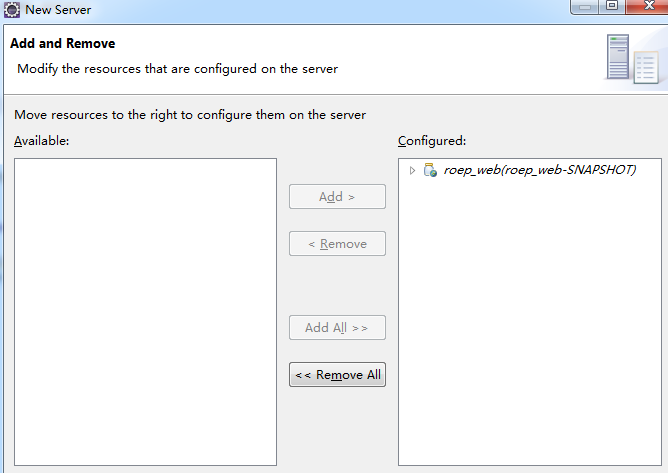 New Server
Add and Remove
Modify the resources that are configured on the server
Move resources to the right to configure them on the server
Available:
Configured:
roep_web(roep_web-SNAPSHOT)
Add >
< Remove
Add All >>
<< Remove All